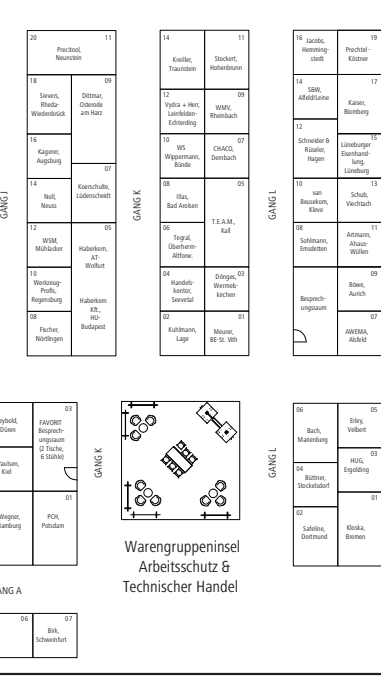 20 11
Precitool,
Neunstein
18
Sievers,
Rheda-
Wiedenbrück
09
Dittmar,
Osterode
am Harz
16
Kagerer,
Augsburg
07
Koerschulte,
Lüdenscheidt
14
Noll,
Neuss
12
WSM,
Mühlacker
05
Haberkorn,
AT-
Wolfurt
Haberkorn
Kft.,
HU-
Budapest
10
Werkzeug-
Profis,
Regensburg
08
Fischer,
Nörtlingen
GANG J
GANG K
14
Kreiller,
Traunstein
11
Stockert,
Hohenbrunn
12
Vydra + Herr,
Leinfelden-
Echterding
09
WMV,
Rheinbach
10
WS
Wippermann,
Bünde
07
CHACO,
Dembach
08
Illas,
Bad Arolsen
05
T.E.A.M.,
Kall
06
Tegral,
Überherm-
Altforw.
04
Handels-
kontor,
Seevetal
03
Dönges,
Wermels-
kirchen
02
Kuhlmann,
Lage
01
Meurer,
BE-St. Vith
GANG L
16
Jacobs,
Hemming-
stedt
19
Prechtel -
Köstner
14
S&W,
Alfeld/Leine
17
Kaiser,
Blomberg
12
Schneider &
Rüseler,
Hagen
15
Lüneburger
Eisenhand-
lung,
Lüneburg
10
van
Beusekom,
Kleve
13
Schub,
Viechtach
08
Sohlmann,
Emsdetten
11
Artmann,
Ahaus-
Wüllen
Besprech-
ungsraum
09
Böwe,
Aurich
07
AWEMA,
Alsfeld
eybold,
Düren
03
FAVORIT
Besprech-
ungsraum
(2 Tische,
6 Stühle)
aulsen,
Kiel
Wegner,
amburg
01
PCH,
Potsdam
GANG K
GANG L
06
Bach,
Marienberg
05
Erley,
Velbert
03
HUG,
Ergolding
04
Büttner,
Stockelsdorf
02
Safeline,
Dortmund
01
Kloska,
Bremen
Warengruppeninsel
Arbeitsschutz &
Technischer Handel
NG A
06
07
Birk,
Schweinfurt